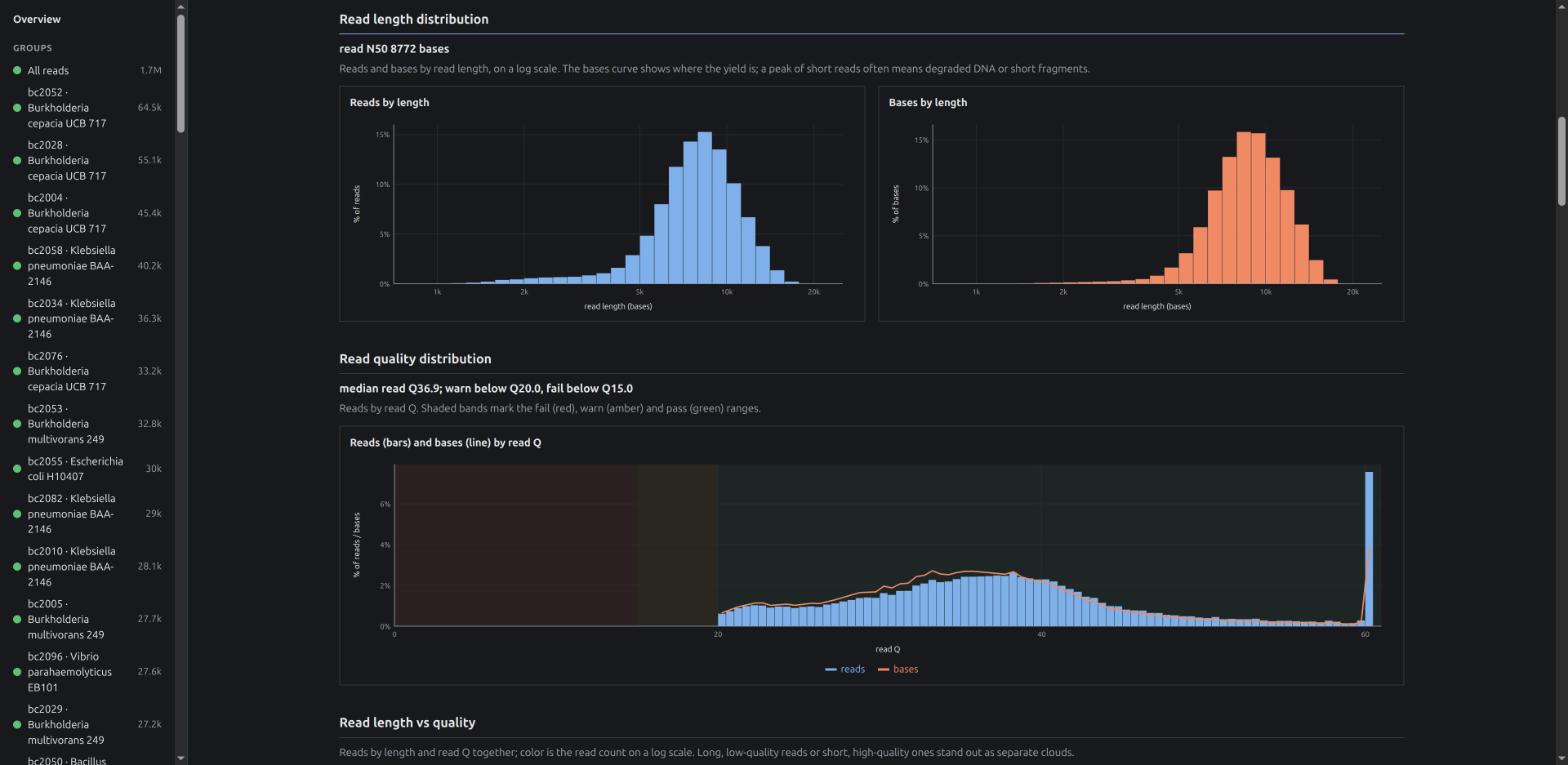 Overview
GROUPS
All reads 1.7M
bc2052 ·
Burkholderia 64.5k
cepacia UCB 717
bc2028 ·
Burkholderia 55.1k
cepacia UCB 717
bc2004 ·
Burkholderia 45.4k
cepacia UCB 717
bc2058 · Klebsiella
pneumoniae BAA- 40.2k
2146
bc2034 · Klebsiella
pneumoniae BAA- 36.3k
2146
bc2076 ·
Burkholderia 33.2k
cepacia UCB 717
bc2053 ·
Burkholderia 32.8k
multivorans 249
bc2055 · Escherichia 30k
coli H10407
bc2082 · Klebsiella
pneumoniae BAA- 29k
2146
bc2010 · Klebsiella
pneumoniae BAA- 28.1k
2146
bc2005 ·
Burkholderia 27.7k
multivorans 249
bc2096 · Vibrio
parahaemolyticus 27.6k
EB101
bc2029 ·
Burkholderia 27.2k
multivorans 249
bc2050 · Bacillus
Read length distribution
read N50 8772 bases
Reads and bases by read length, on a log scale. The bases curve shows where the yield is; a peak of short reads often means degraded DNA or short fragments.
Reads by length
15%
10%
5%
0%
% of reads
1k 2k 5k 10k 20k
read length (bases)
Bases by length
15%
10%
5%
0%
% of bases
1k 2k 5k 10k 20k
read length (bases)
Read quality distribution
median read Q36.9; warn below Q20.0, fail below Q15.0
Reads by read Q. Shaded bands mark the fail (red), warn (amber) and pass (green) ranges.
Reads (bars) and bases (line) by read Q
6%
4%
2%
0%
% of reads / bases
0 20 40 60
read Q
reads bases
Read length vs quality
Reads by length and read Q together; color is the read count on a log scale. Long, low-quality reads or short, high-quality ones stand out as separate clouds.